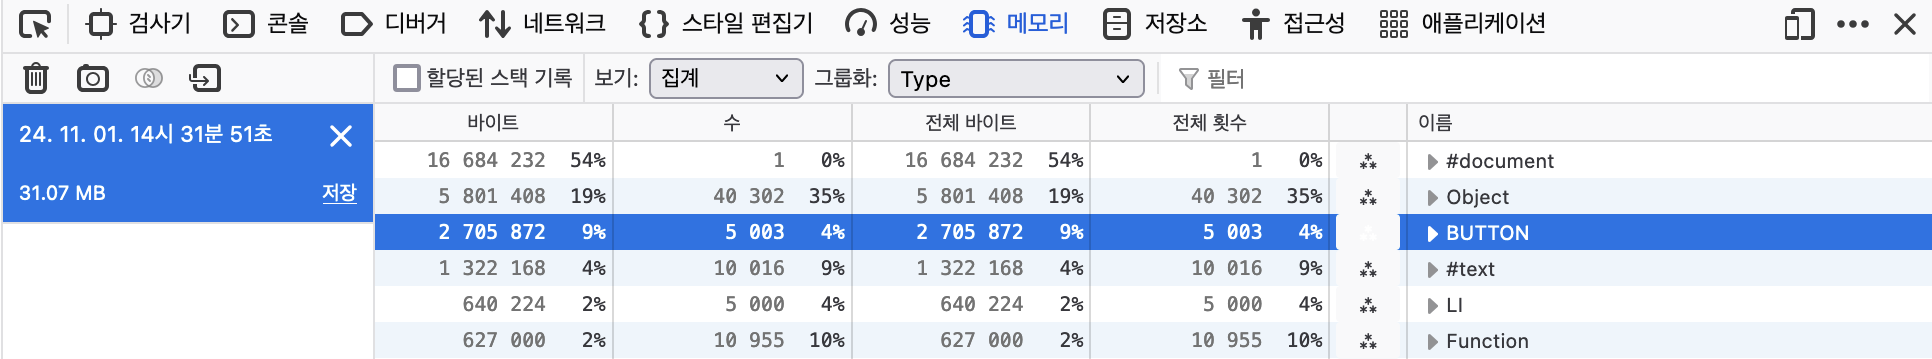 검사기 콘솔 디버거 네트워크 스타일 편집기 성능 메모리 저장소 접근성 애플리케이션
할당된 스택 기록 보기: 집계 그룹화: Type 필터
24. 11. 01. 14시 31분 51초
31.07 MB 저장
바이트 수 전체 바이트 전체 횟수 이름
16 684 232 54% 1 0% 16 684 232 54% 1 0% #document
5 801 408 19% 40 302 35% 5 801 408 19% 40 302 35% Object
2 705 872 9% 5 003 4% 2 705 872 9% 5 003 4% BUTTON
1 322 168 4% 10 016 9% 1 322 168 4% 10 016 9% #text
640 224 2% 5 000 4% 640 224 2% 5 000 4% LI
627 000 2% 10 955 10% 627 000 2% 10 955 10% Function